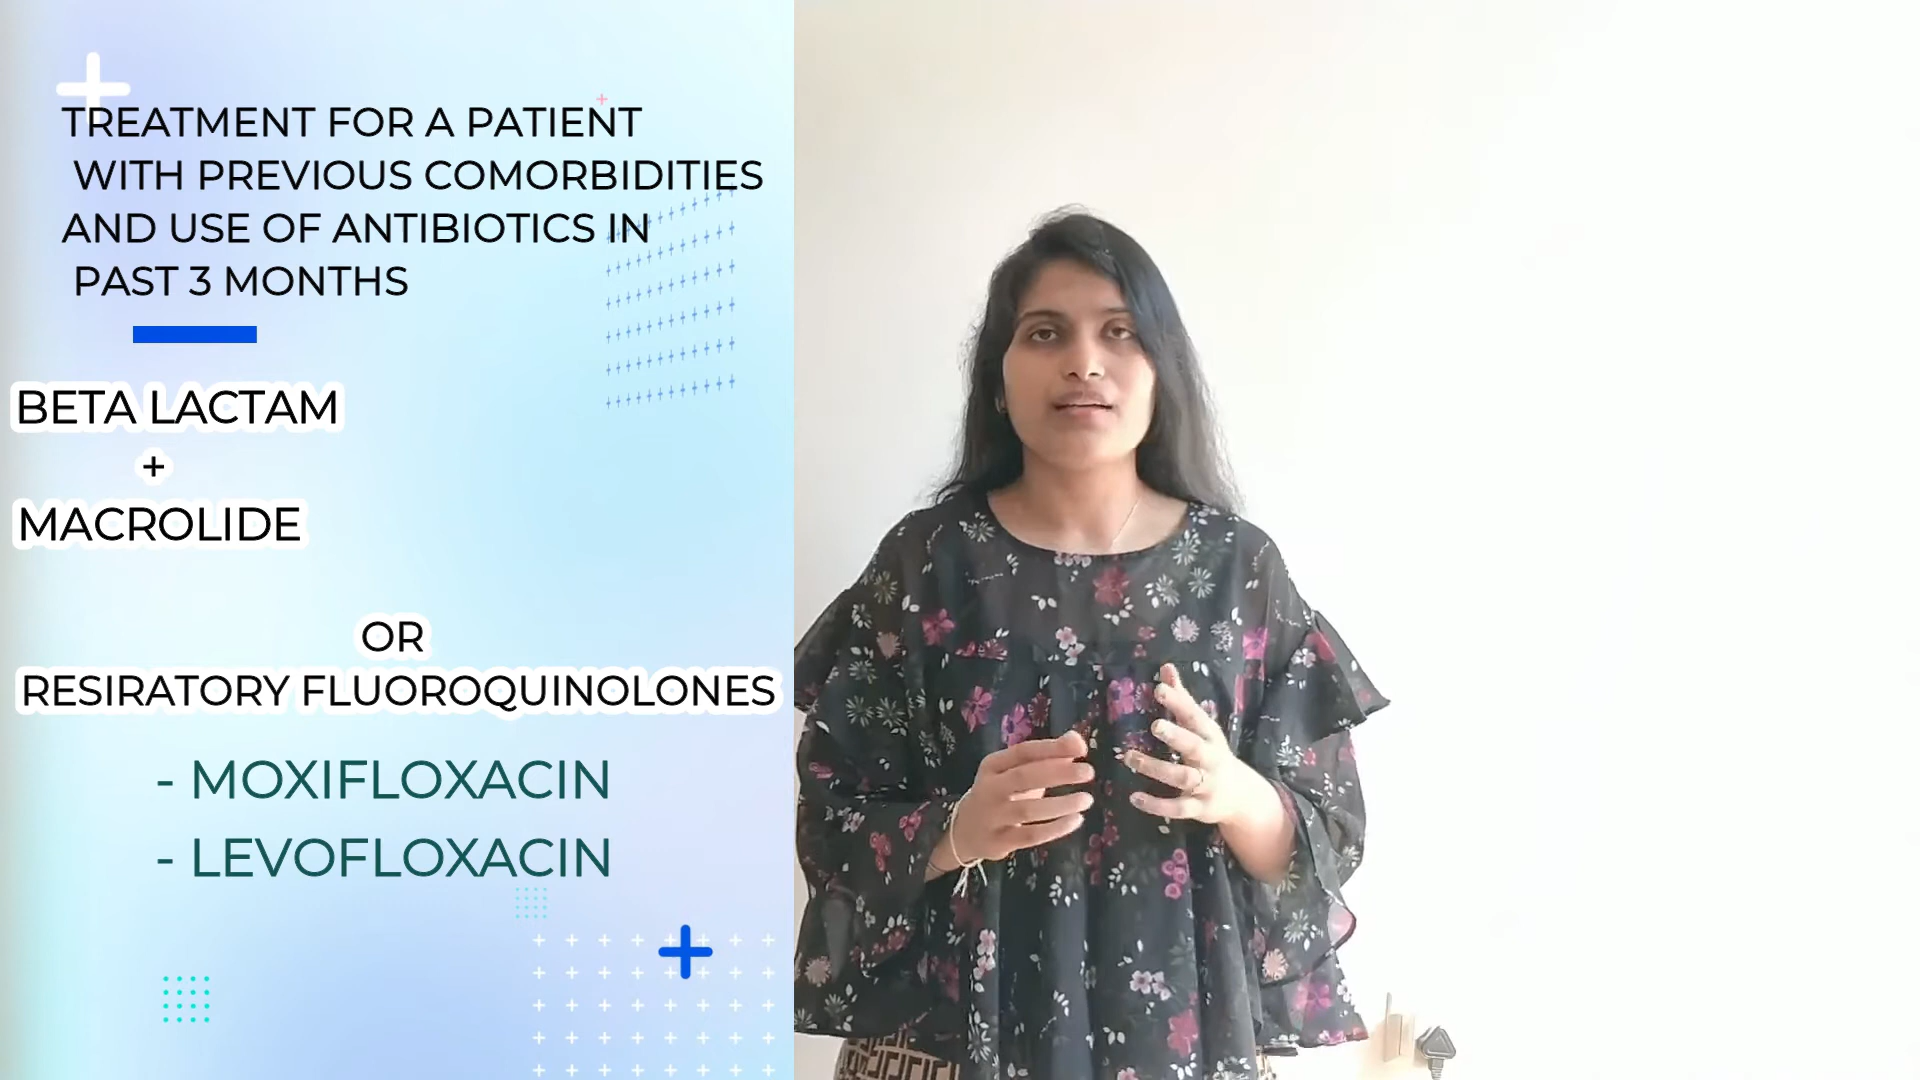 TREATMENT FOR A PATIENT
WITH PREVIOUS COMORBIDITIES
AND USE OF ANTIBIOTICS IN
PAST 3 MONTHS
BETA LACTAM
+
MACROLIDE
OR
RESIRATORY FLUOROQUINOLONES
- MOXIFLOXACIN
- LEVOFLOXACIN